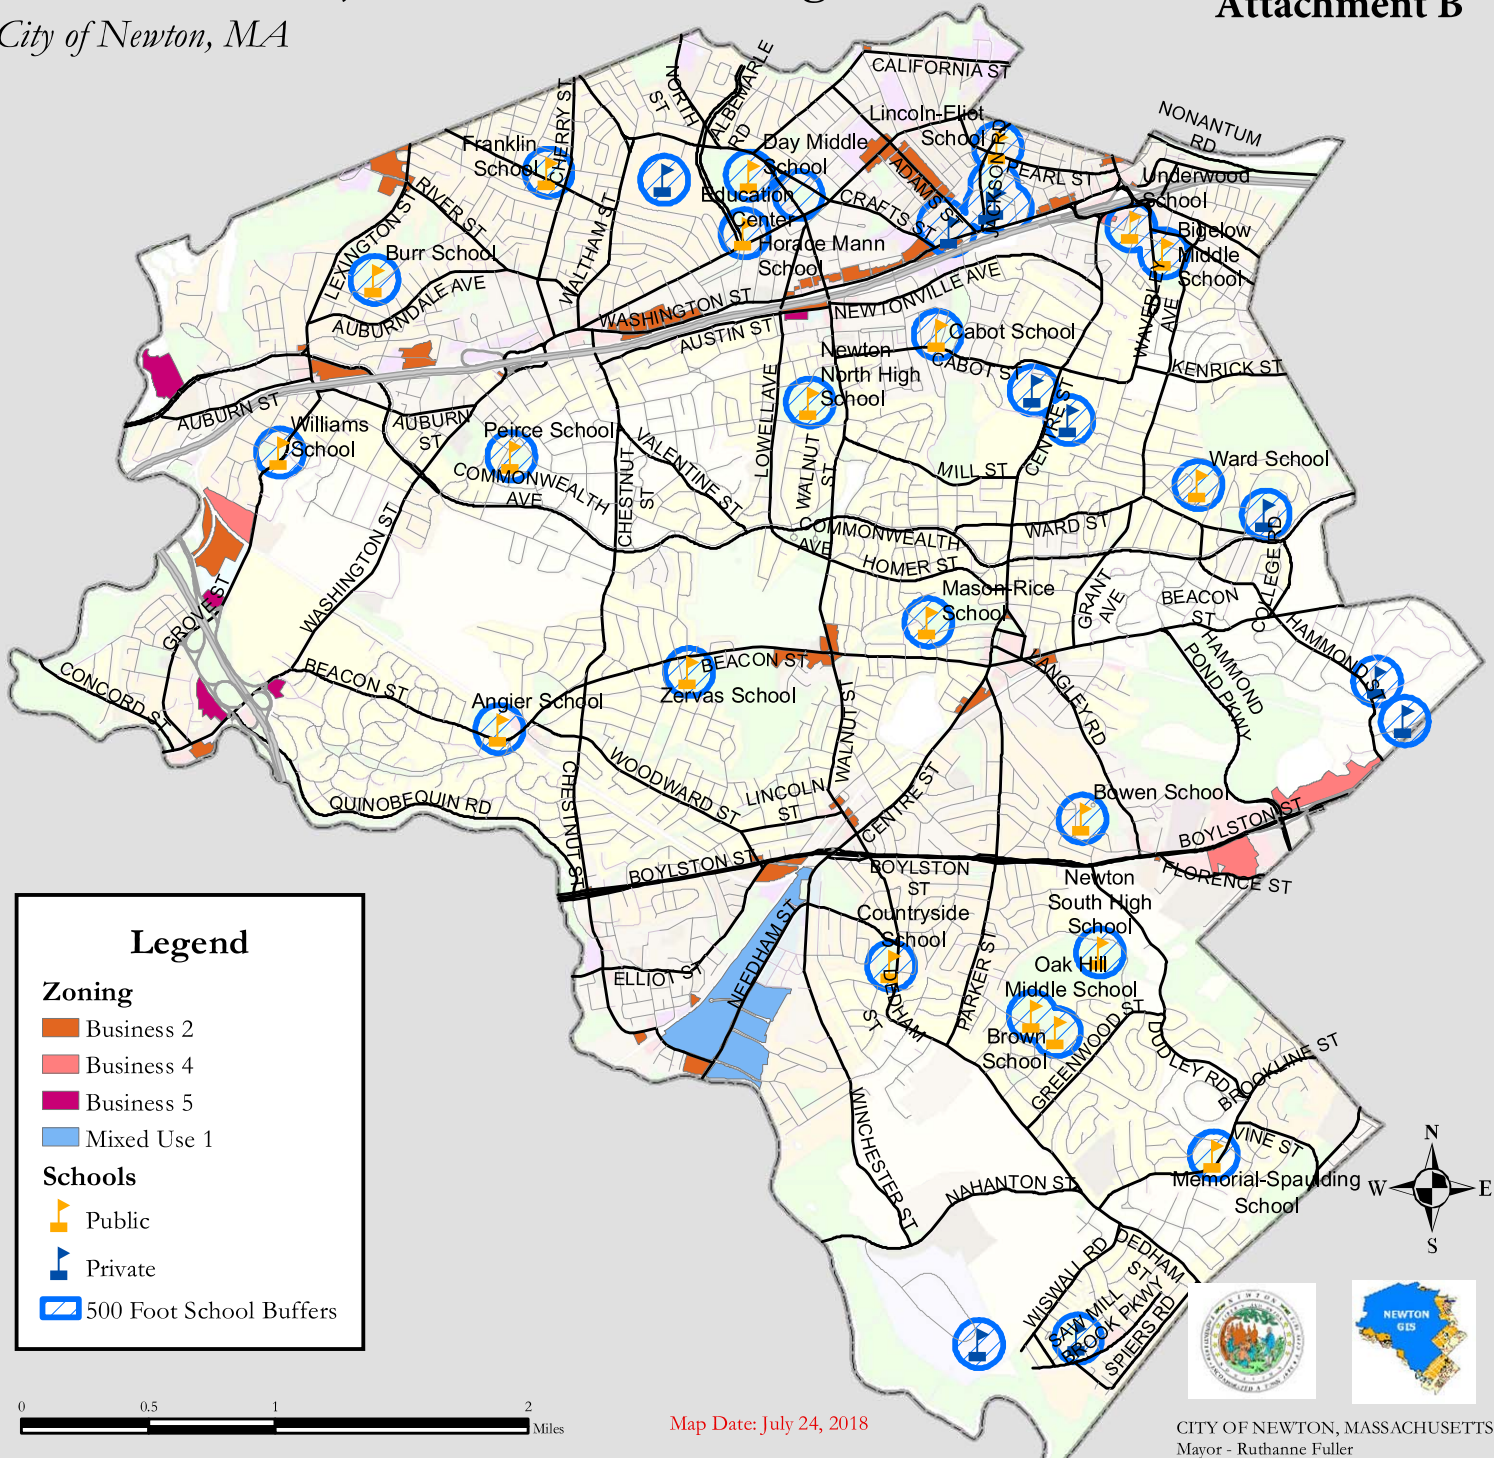 Attachment B
City of Newton, MA
CALIFORNIA ST
NORTH
ST
ALBEMARLE
RD
CHERRY ST
NONANTUM
RD
Lincoln-Eliot
School
Franklin
School
Day Middle
School
JACKSON RD
PEARL ST
ADAMS ST
Underwood
School
Education
Center
CRAFTS ST
LEXINGTON ST
RIVER ST
WALTHAM ST
Burr School
Horace Mann
School
Bigelow
Middle
School
AUBURNDALE AVE
WASHINGTON ST
NEWTONVILLE AVE
WAVERLEY
AVE
AUSTIN ST
Cabot School
Newton
North High
School
CABOT ST
KENRICK ST
AUBURN ST
AUBURN
ST
LOWELL AVE
CENTRE ST
Williams
School
Peirce School
VALENTINE ST
WALNUT
ST
MILL ST
Ward School
COMMONWEALTH
AVE
CHESTNUT
ST
COMMONWEALTH
AVE
WARD ST
COLLEGE RD
WASHINGTON ST
HOMER ST
GROVE ST
Mason-Rice
School
GRANT
AVE
BEACON
ST
HAMMOND ST
HAMMOND
POND PKWY
CONCORD ST
BEACON ST
BEACON ST
LANGLEY RD
Angier School
Zervas School
WALNUT ST
WOODWARD ST
LINCOLN
ST
CENTRE ST
QUINOBEQUIN RD
CHESTNUT ST
Bowen School
BOYLSTON ST
BOYLSTON ST
BOYLSTON
ST
FLORENCE ST
Newton
South High
School
Countryside
School
NEEDHAM ST
ELLIOT ST
PARKER ST
Oak Hill
Middle School
DEDHAM
ST
Brown
School
GREENWOOD ST
DUDLEY RD
BROOKLINE ST
WINCHESTER ST
VINE ST
NAHANTON ST
Memorial-Spaulding
School
WISWALL RD
DEDHAM
ST
SAW MILL
BROOK PKWY
SPIERS RD
Legend
Zoning
Business 2
Business 4
Business 5
Mixed Use 1
Schools
Public
Private
500 Foot School Buffers
N
W E
S
NEWTON
GIS
0 0.5 1 2
Miles
Map Date: July 24, 2018
CITY OF NEWTON, MASSACHUSETTS
Mayor - Ruthanne Fuller